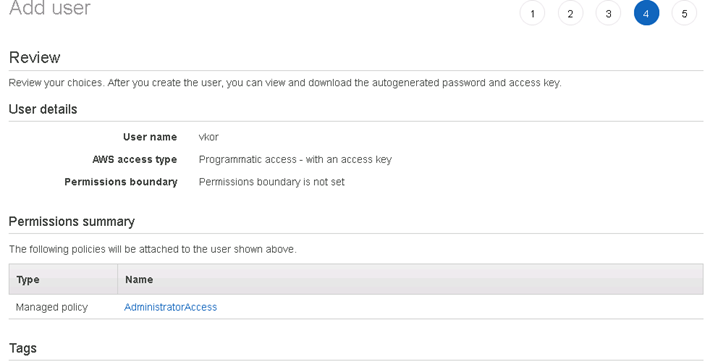 Add user
1 2 3 4 5
Review
Review your choices. After you create the user, you can view and download the autogenerated password and access key.
User details
User name vkor
AWS access type Programmatic access - with an access key
Permissions boundary Permissions boundary is not set
Permissions summary
The following policies will be attached to the user shown above.
Type Name
Managed policy AdministratorAccess
Tags